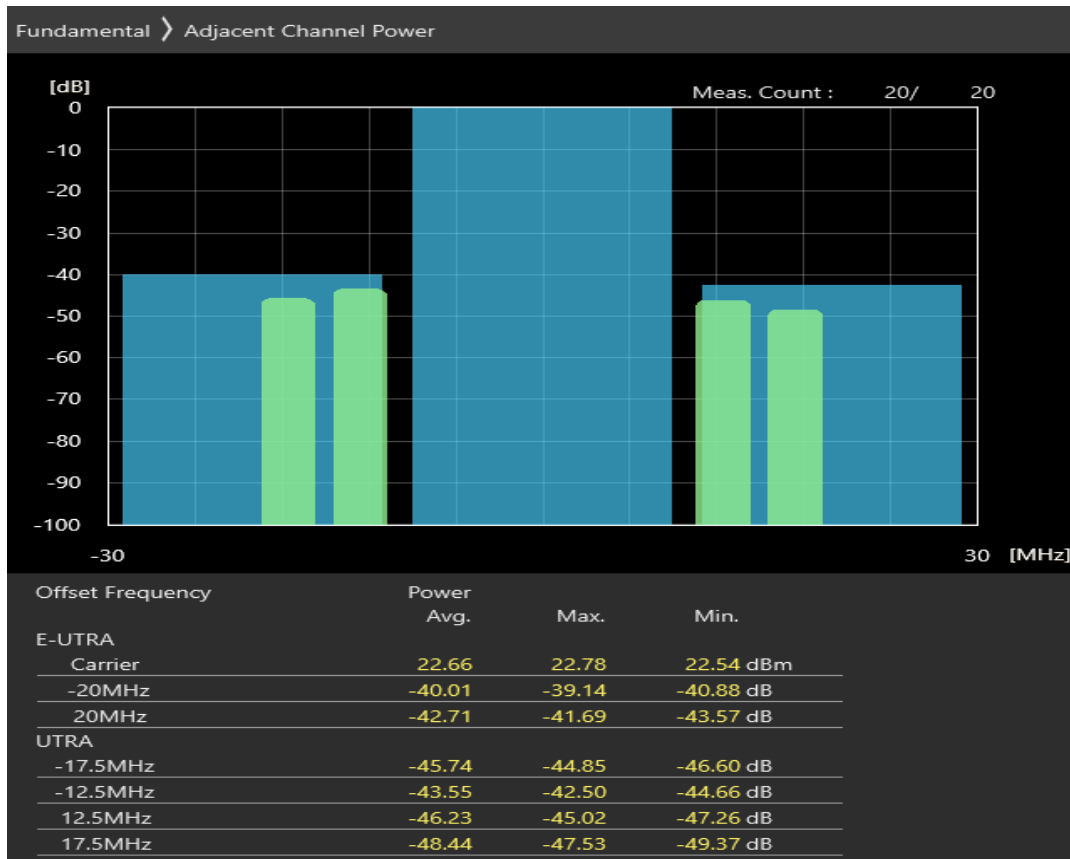 Fundamental 〉 Adjacent Channel Power
[dB]
Meas. Count : 20/ 20
0
-10
-20
-30
-40
-50
-60
-70
-80
-90
-100
-30 30 [MHz]
Offset Frequency Power
Avg. Max. Min.
E-UTRA
Carrier 22.66 22.78 22.54 dBm
-20MHz -40.01 -39.14 -40.88 dB
20MHz -42.71 -41.69 -43.57 dB
UTRA
-17.5MHz -45.74 -44.85 -46.60 dB
-12.5MHz -43.55 -42.50 -44.66 dB
12.5MHz -46.23 -45.02 -47.26 dB
17.5MHz -48.44 -47.53 -49.37 dB